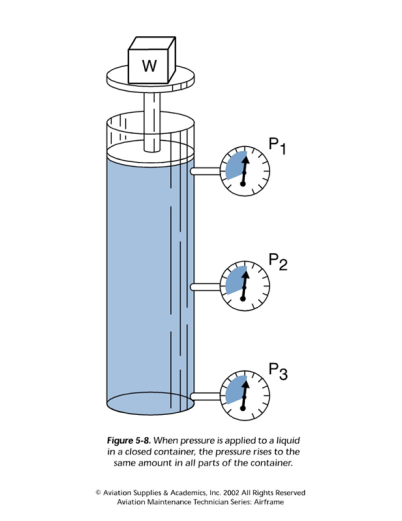 W
P1
P2
P3
Figure 5-8. When pressure is applied to a liquid
in a closed container, the pressure rises to the
same amount in all parts of the container.
© Aviation Supplies & Academics, Inc. 2002 All Rights Reserved
Aviation Maintenance Technician Series: Airframe